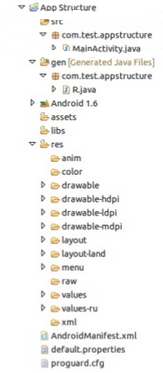 App Structure
src
com.test.appstructure
MainActivity.java
gen [Generated Java Files]
com.test.appstructure
R.java
Android 1.6
assets
libs
res
anim
color
drawable
drawable-hdpi
drawable-ldpi
drawable-mdpi
layout
layout-land
menu
raw
values
values-ru
xml
AndroidManifest.xml
default.properties
proguard.cfg